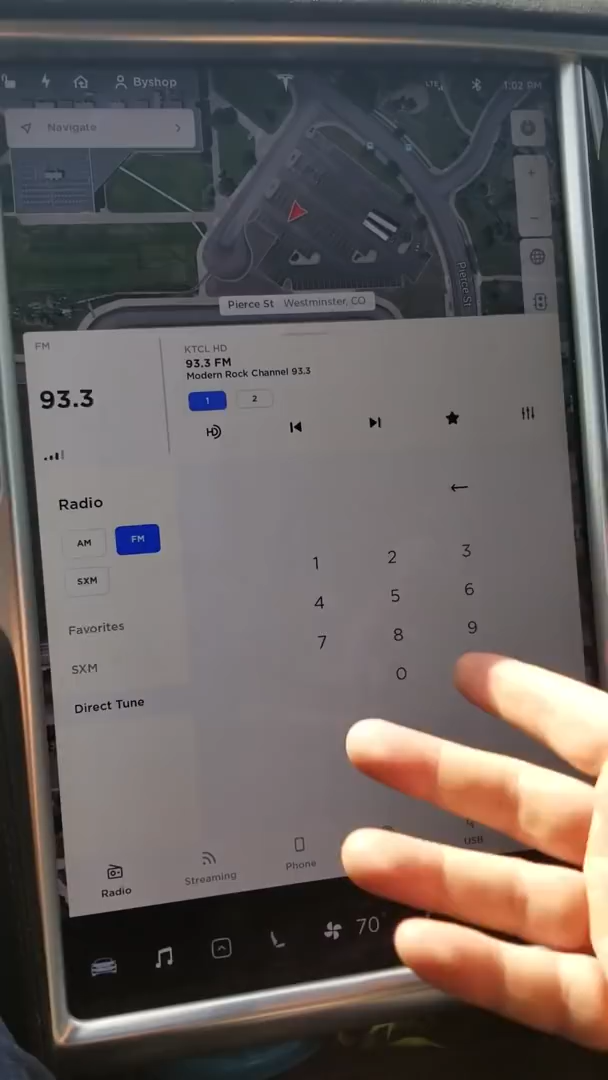 Byshop
LTE
1:02 PM
Navigate
Pierce St
Pierce St Westminster, CO
FM
93.3
KTCL HD
93.3 FM
Modern Rock Channel 93.3
1 2
HD
Radio
AM FM
SXM
Favorites
SXM
Direct Tune
1 2 3
4 5 6
7 8 9
0
Radio Streaming Phone USB
70